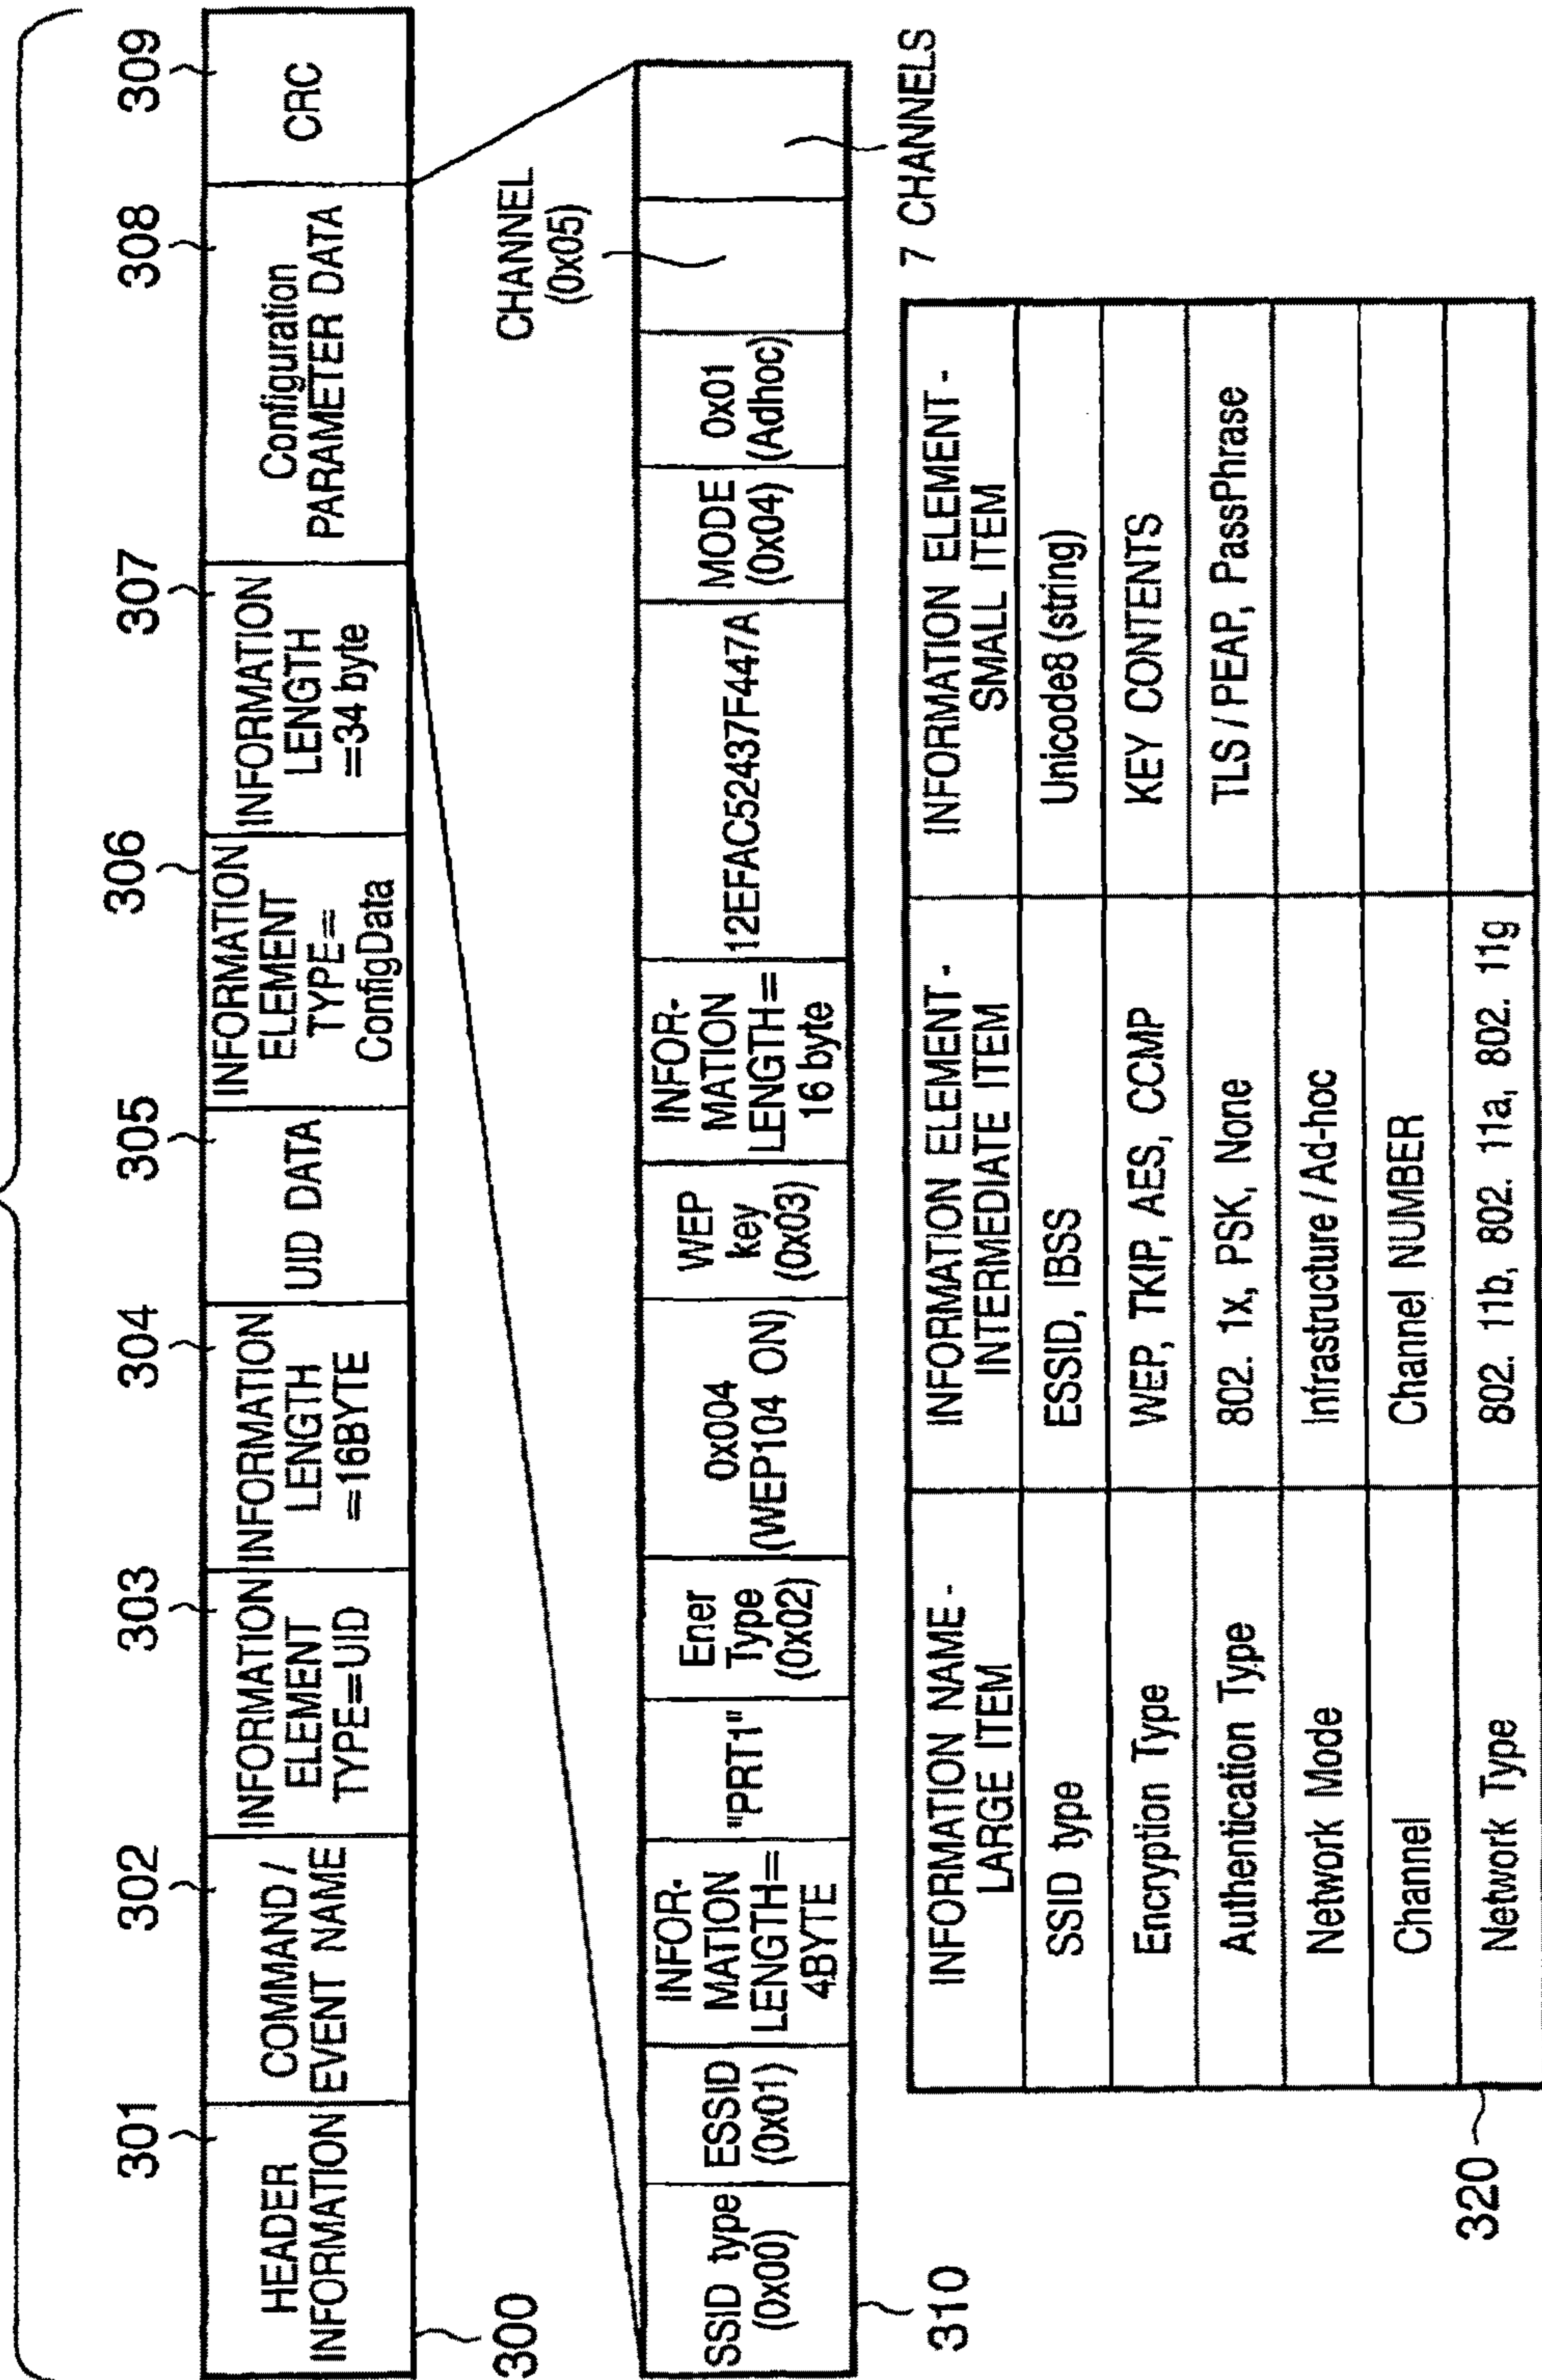 301
302
303
304
305
306
307
308
309
HEADER
INFORMATION
COMMAND /
EVENT NAME
INFORMATION
ELEMENT
TYPE=UID
INFORMATION
LENGTH
=16BYTE
UID DATA
INFORMATION
ELEMENT
TYPE=
ConfigData
INFORMATION
LENGTH
=34 byte
Configuration
PARAMETER DATA
CRC
300
CHANNEL
(0x05)
SSID type
(0x00)
ESSID
(0x01)
INFOR-
MATION
LENGTH=
4BYTE
"PRT1"
Ener
Type
(0x02)
0x004
(WEP104 ON)
WEP
key
(0x03)
INFOR-
MATION
LENGTH=
16 byte
12EFAC52437F447A
MODE
(0x04)
0x01
(Adhoc)
310
7 CHANNELS
INFORMATION NAME -
LARGE ITEM
INFORMATION ELEMENT -
INTERMEDIATE ITEM
INFORMATION ELEMENT -
SMALL ITEM
SSID type
ESSID, IBSS
Unicode8 (string)
Encryption Type
WEP, TKIP, AES, CCMP
KEY CONTENTS
Authentication Type
802. 1x, PSK, None
TLS / PEAP, PassPhrase
Network Mode
Infrastructure / Ad-hoc
Channel
Channel NUMBER
Network Type
802. 11b, 802. 11a, 802. 11g
320